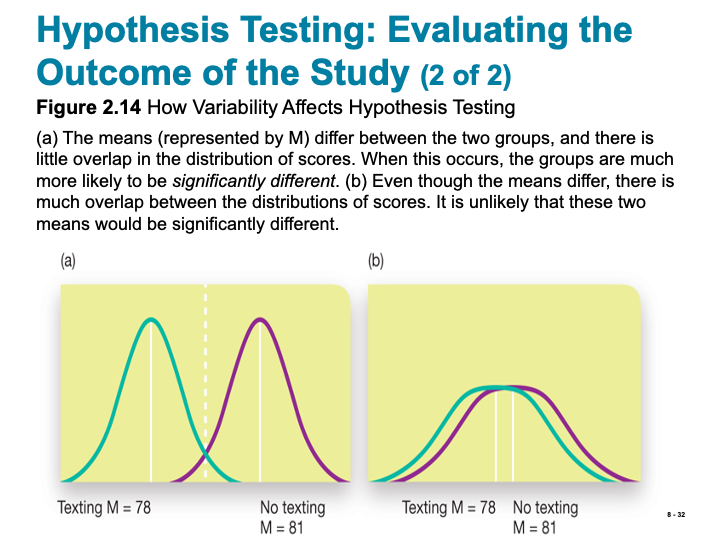 Hypothesis Testing: Evaluating the
Outcome of the Study (2 of 2)
Figure 2.14 How Variability Affects Hypothesis Testing
(a) The means (represented by M) differ between the two groups, and there is
little overlap in the distribution of scores. When this occurs, the groups are much
more likely to be significantly different. (b) Even though the means differ, there is
much overlap between the distributions of scores. It is unlikely that these two
means would be significantly different.
(a)
(b)
Texting M = 78
No texting
M = 81
Texting M = 78
No texting
M = 81
8 - 32